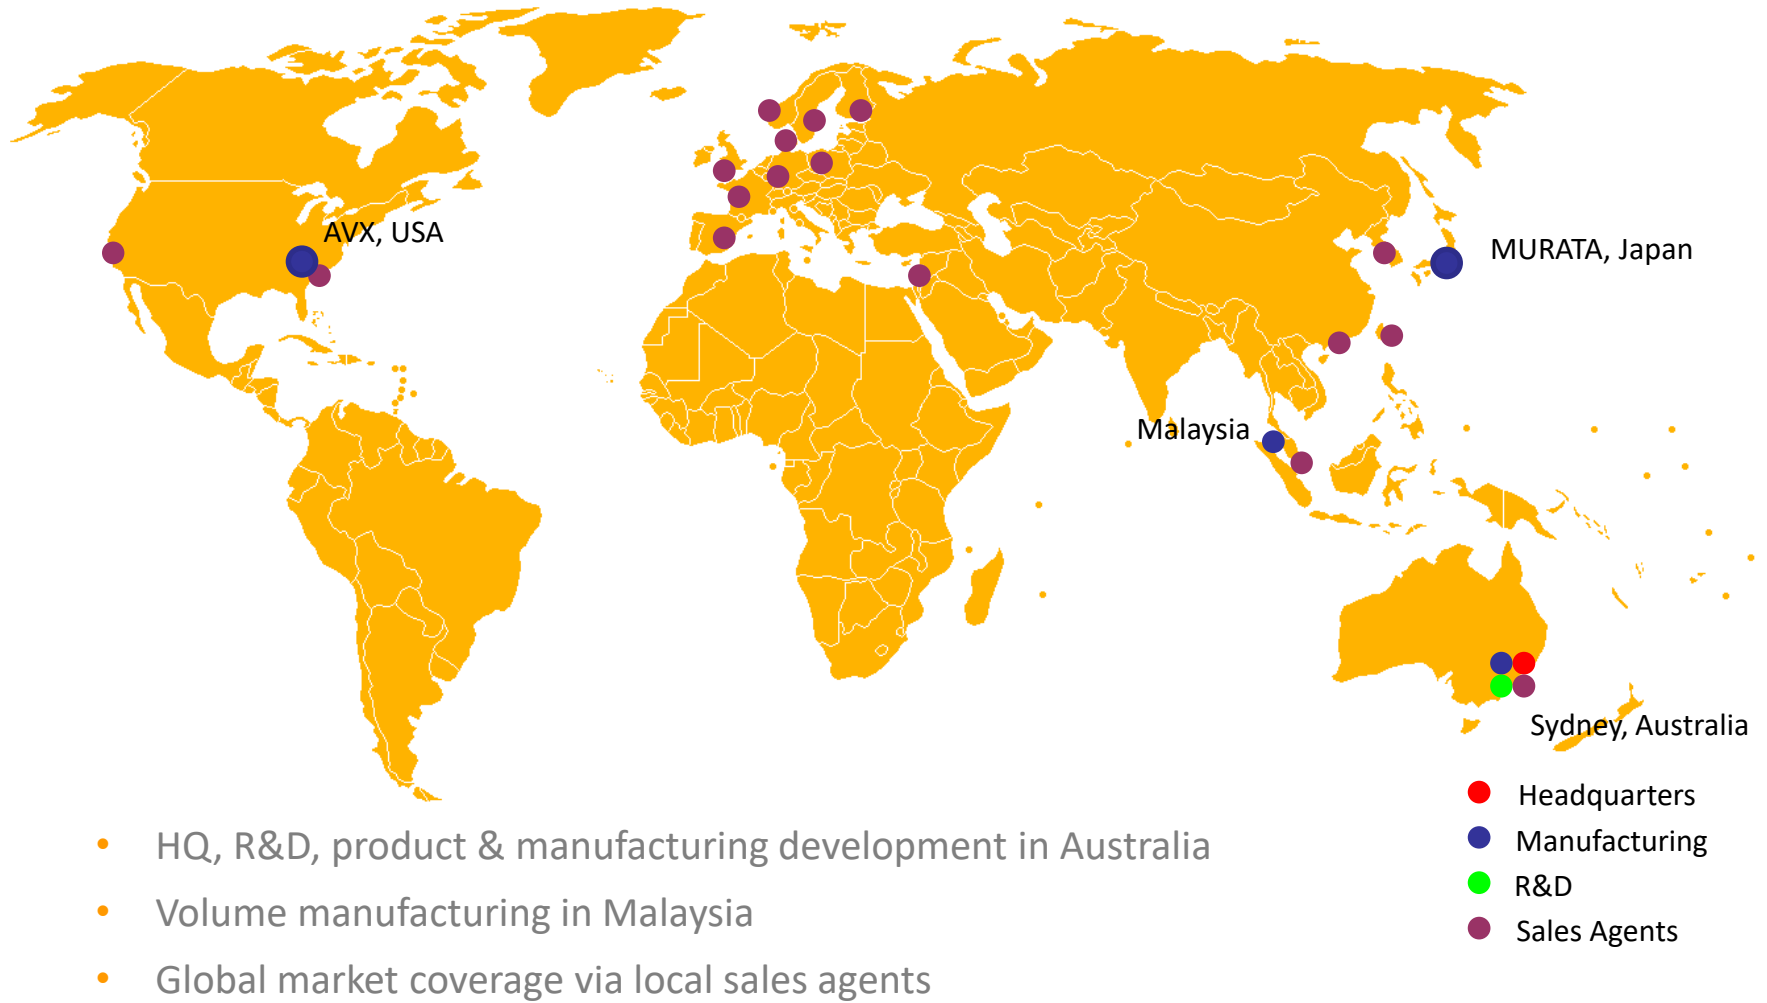 AVX, USA
MURATA, Japan
Malaysia
Sydney, Australia
Headquarters
Manufacturing
R&D
Sales Agents
• HQ, R&D, product & manufacturing development in Australia
• Volume manufacturing in Malaysia
• Global market coverage via local sales agents